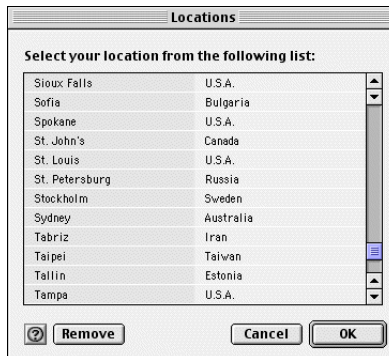 Locations
Select your location from the following list:
Sioux Falls U.S.A.
Sofia Bulgaria
Spokane U.S.A.
St. John's Canada
St. Louis U.S.A.
St. Petersburg Russia
Stockholm Sweden
Sydney Australia
Tabriz Iran
Taipei Taiwan
Tallin Estonia
Tampa U.S.A.
? Remove Cancel OK